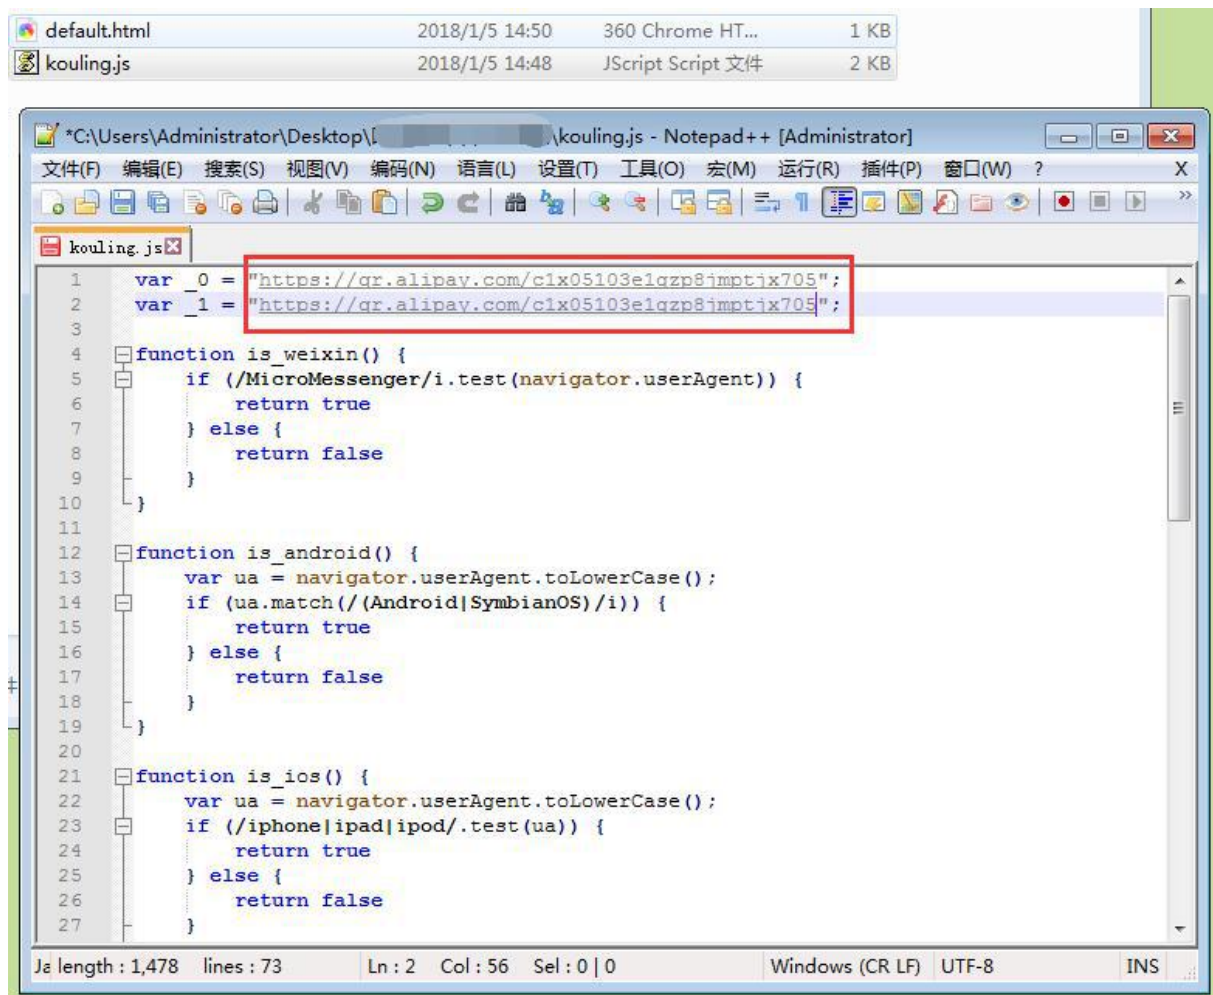 default.html 2018/1/5 14:50 360 Chrome HT... 1 KB
kouling.js 2018/1/5 14:48 JScript Script 文件 2 KB
*C:\Users\Administrator\Desktop\ \kouling.js - Notepad++ [Administrator]
文件(F) 编辑(E) 搜索(S) 视图(V) 编码(N) 语言(L) 设置(T) 工具(O) 宏(M) 运行(R) 插件(P) 窗口(W) ? X
kouling.js
1 var _0 = "https://qr.alipay.com/c1x05103e1qzp8jmptjx705";
2 var _1 = "https://qr.alipay.com/c1x05103e1qzp8jmptjx705";
3
4 function is_weixin() {
5 if (/MicroMessenger/i.test(navigator.userAgent)) {
6 return true
7 } else {
8 return false
9 }
10 }
11
12 function is_android() {
13 var ua = navigator.userAgent.toLowerCase();
14 if (ua.match(/(Android|SymbianOS)/i)) {
15 return true
16 } else {
17 return false
18 }
19 }
20
21 function is_ios() {
22 var ua = navigator.userAgent.toLowerCase();
23 if (/iphone|ipad|ipod/.test(ua)) {
24 return true
25 } else {
26 return false
27 }
Ja length : 1,478 lines : 73 Ln : 2 Col : 56 Sel : 0 | 0 Windows (CR LF) UTF-8 INS